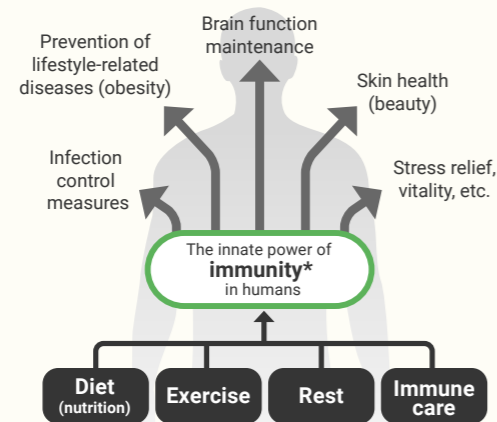 Brain function
maintenance
Prevention of
lifestyle-related
diseases (obesity)
Skin health
(beauty)
Infection
control
measures
Stress relief,
vitality, etc.
The innate power of
immunity*
in humans
Diet
(nutrition)
Exercise
Rest
Immune
care